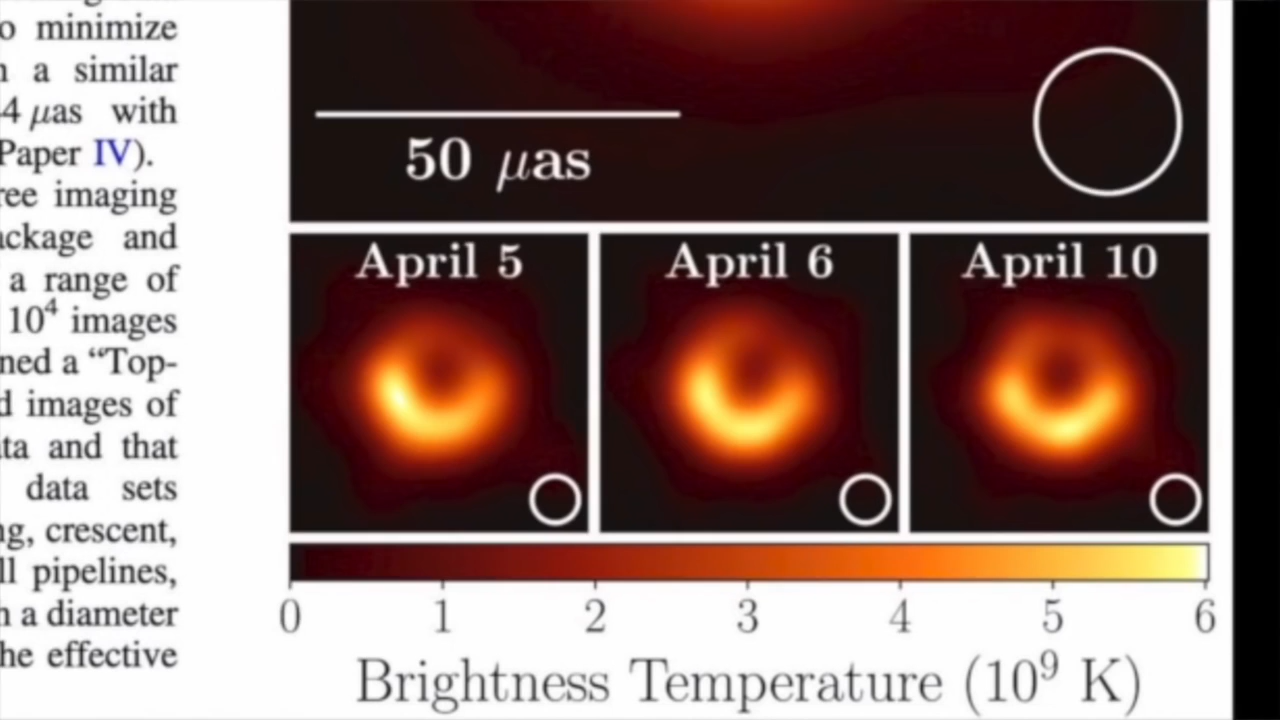 o minimize
a similar
4 μas with
Paper IV).
ree imaging
ackage and
a range of
10⁴ images
ned a “Top-
d images of
ta and that
data sets
ng, crescent,
ll pipelines,
h a diameter
he effective
50 μas
April 5
April 6
April 10
0 1 2 3 4 5 6
Brightness Temperature (10⁹ K)